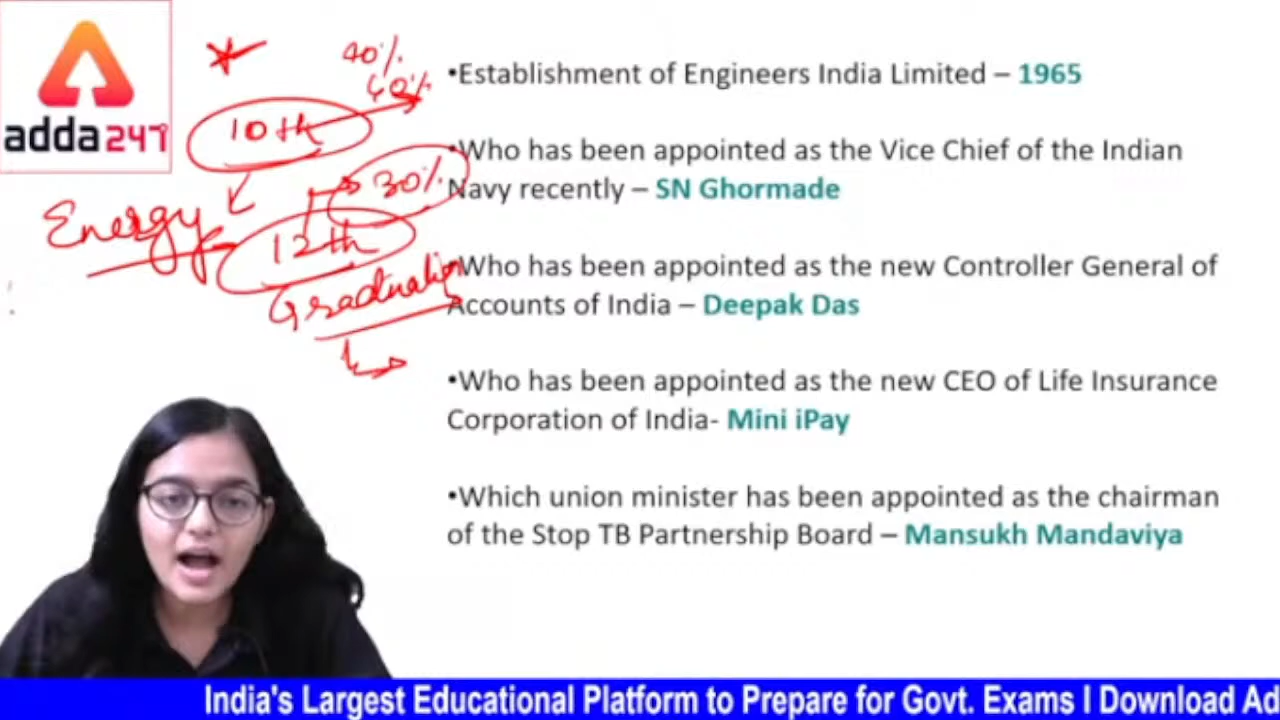 adda247
40%
40%
10th
30%
Energy
12th
Graduation
•Establishment of Engineers India Limited – 1965
•Who has been appointed as the Vice Chief of the Indian
Navy recently – SN Ghormade
•Who has been appointed as the new Controller General of
Accounts of India – Deepak Das
•Who has been appointed as the new CEO of Life Insurance
Corporation of India- Mini iPay
•Which union minister has been appointed as the chairman
of the Stop TB Partnership Board – Mansukh Mandaviya
India's Largest Educational Platform to Prepare for Govt. Exams I Download Ad